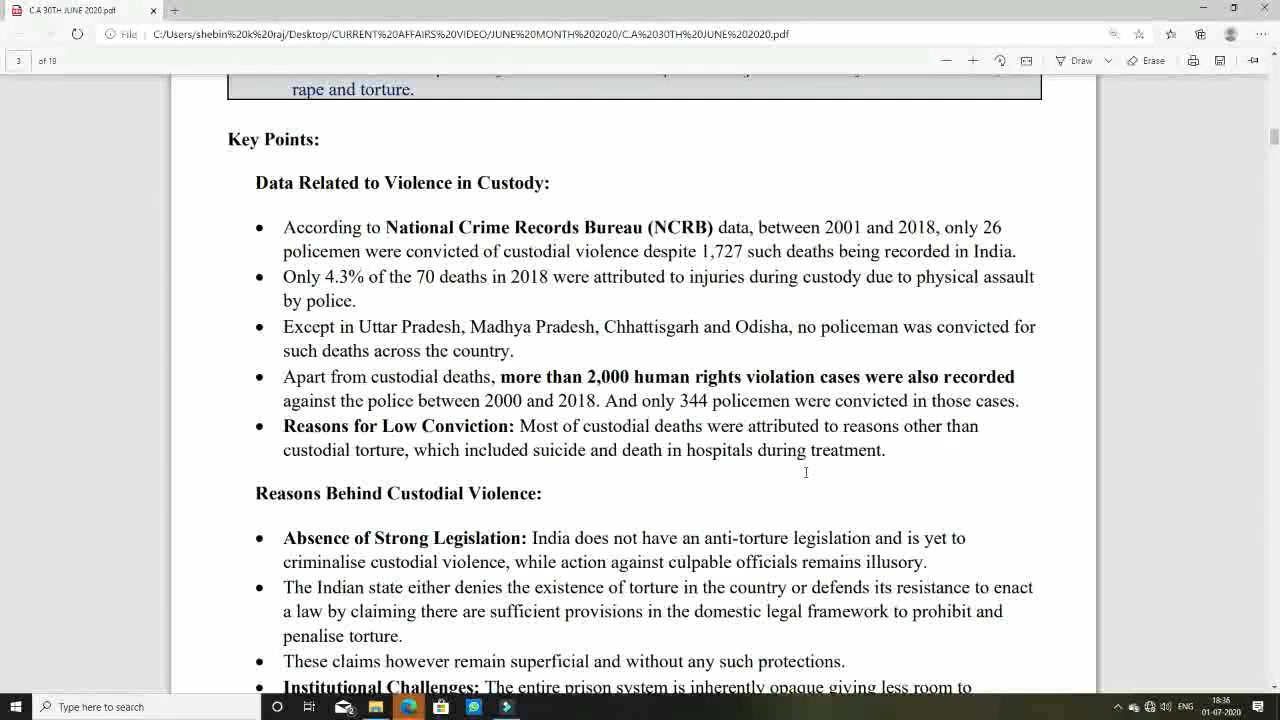 C.A 30TH JUNE 2020.pdf
File
C:/Users/shebin%20k%20raj/Desktop/CURRENT%20AFFAIRS%20VIDEO/JUNE%20MONTH%202020/C.A%2030TH%20JUNE%202020.pdf
3 of 19
Draw
Erase
rape and torture.
Key Points:
Data Related to Violence in Custody:
• According to National Crime Records Bureau (NCRB) data, between 2001 and 2018, only 26
policemen were convicted of custodial violence despite 1,727 such deaths being recorded in India.
• Only 4.3% of the 70 deaths in 2018 were attributed to injuries during custody due to physical assault
by police.
• Except in Uttar Pradesh, Madhya Pradesh, Chhattisgarh and Odisha, no policeman was convicted for
such deaths across the country.
• Apart from custodial deaths, more than 2,000 human rights violation cases were also recorded
against the police between 2000 and 2018. And only 344 policemen were convicted in those cases.
• Reasons for Low Conviction: Most of custodial deaths were attributed to reasons other than
custodial torture, which included suicide and death in hospitals during treatment.
Reasons Behind Custodial Violence:
• Absence of Strong Legislation: India does not have an anti-torture legislation and is yet to
criminalise custodial violence, while action against culpable officials remains illusory.
• The Indian state either denies the existence of torture in the country or defends its resistance to enact
a law by claiming there are sufficient provisions in the domestic legal framework to prohibit and
penalise torture.
• These claims however remain superficial and without any such protections.
• Institutional Challenges: The entire prison system is inherently opaque giving less room to
Type here to search
ENG
18:36
01-07-2020